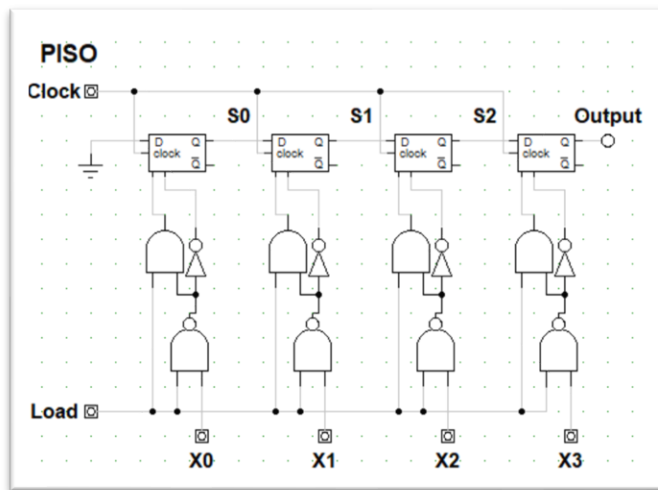 PISO
Clock
S0 S1 S2 Output
D Q D Q D Q D Q
clock clock clock clock
Q̅ Q̅ Q̅ Q̅
Load
X0 X1 X2 X3